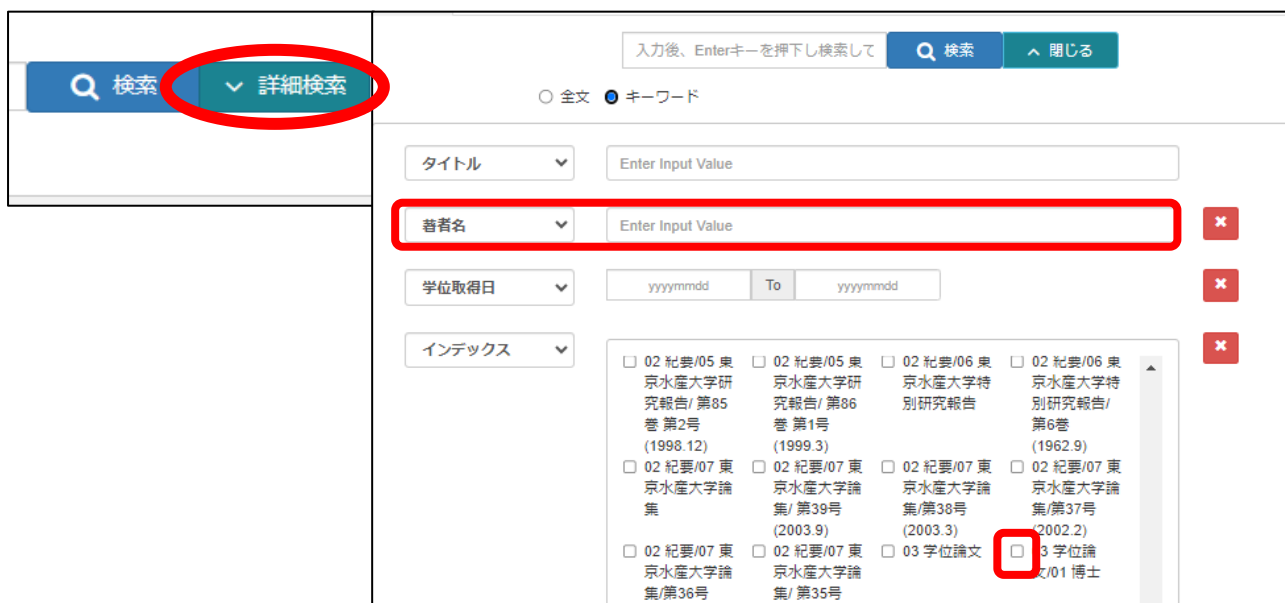 検索
詳細検索
入力後、Enterキーを押下し検索して
検索
閉じる
全文
キーワード
タイトル
Enter Input Value
著者名
Enter Input Value
学位取得日
yyyymmdd
To
yyyymmdd
インデックス
02 紀要/05 東
京水産大学研
究報告/ 第85
巻 第2号
(1998.12)
02 紀要/05 東
京水産大学研
究報告/ 第86
巻 第1号
(1999.3)
02 紀要/06 東
京水産大学特
別研究報告
02 紀要/06 東
京水産大学特
別研究報告/
第6巻
(1962.9)
02 紀要/07 東
京水産大学論
集
02 紀要/07 東
京水産大学論
集/ 第39号
(2003.9)
02 紀要/07 東
京水産大学論
集/第38号
(2003.3)
02 紀要/07 東
京水産大学論
集/第37号
(2002.2)
02 紀要/07 東
京水産大学論
集/第36号
02 紀要/07 東
京水産大学論
集/ 第35号
03 学位論文
3 学位論
文/01 博士